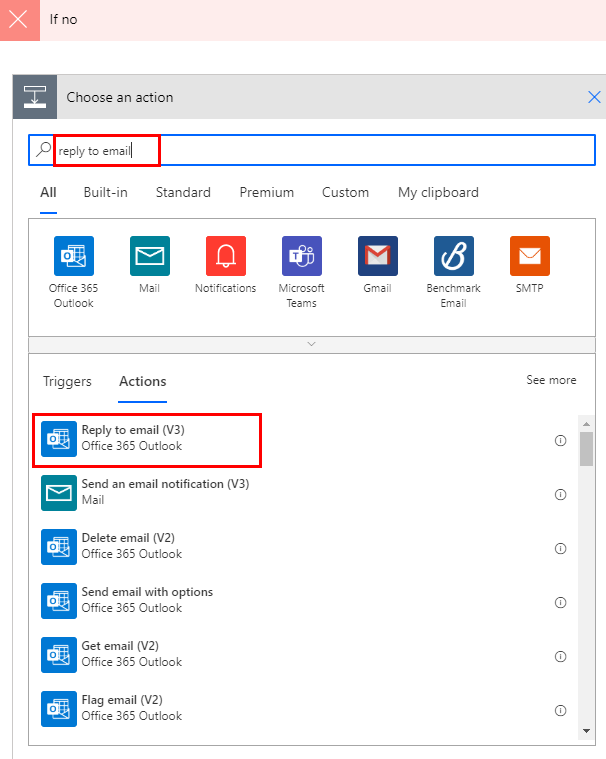 If no
Choose an action
reply to email
All Built-in Standard Premium Custom My clipboard
Office 365 Outlook
Mail
Notifications
Microsoft Teams
Gmail
Benchmark Email
SMTP
Triggers Actions See more
Reply to email (V3)
Office 365 Outlook
Send an email notification (V3)
Mail
Delete email (V2)
Office 365 Outlook
Send email with options
Office 365 Outlook
Get email (V2)
Office 365 Outlook
Flag email (V2)
Office 365 Outlook